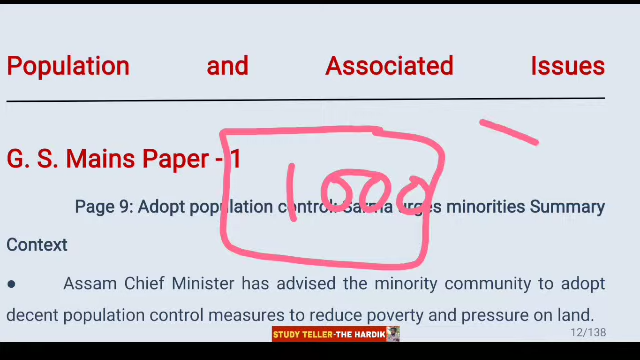 Population and Associated Issues
G. S. Mains Paper - 1
1000
Page 9: Adopt population control: Sarma urges minorities Summary
Context
● Assam Chief Minister has advised the minority community to adopt
decent population control measures to reduce poverty and pressure on land.
STUDY TELLER-THE HARDIK
12/138